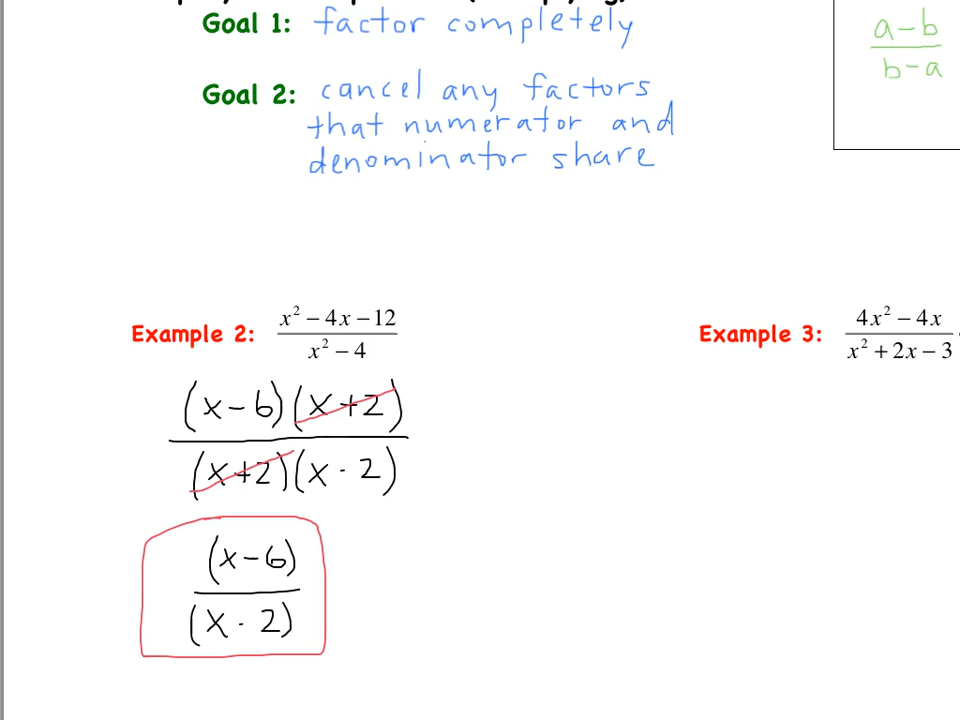 Goal 1: factor completely
a-b
b-a
Goal 2: cancel any factors
that numerator and
denominator share
Example 2: x² − 4x − 12
x² − 4
Example 3: 4x² − 4x
x² + 2x − 3
(x-6)(x+2)
(x+2)(x-2)
(x-6)
(x-2)